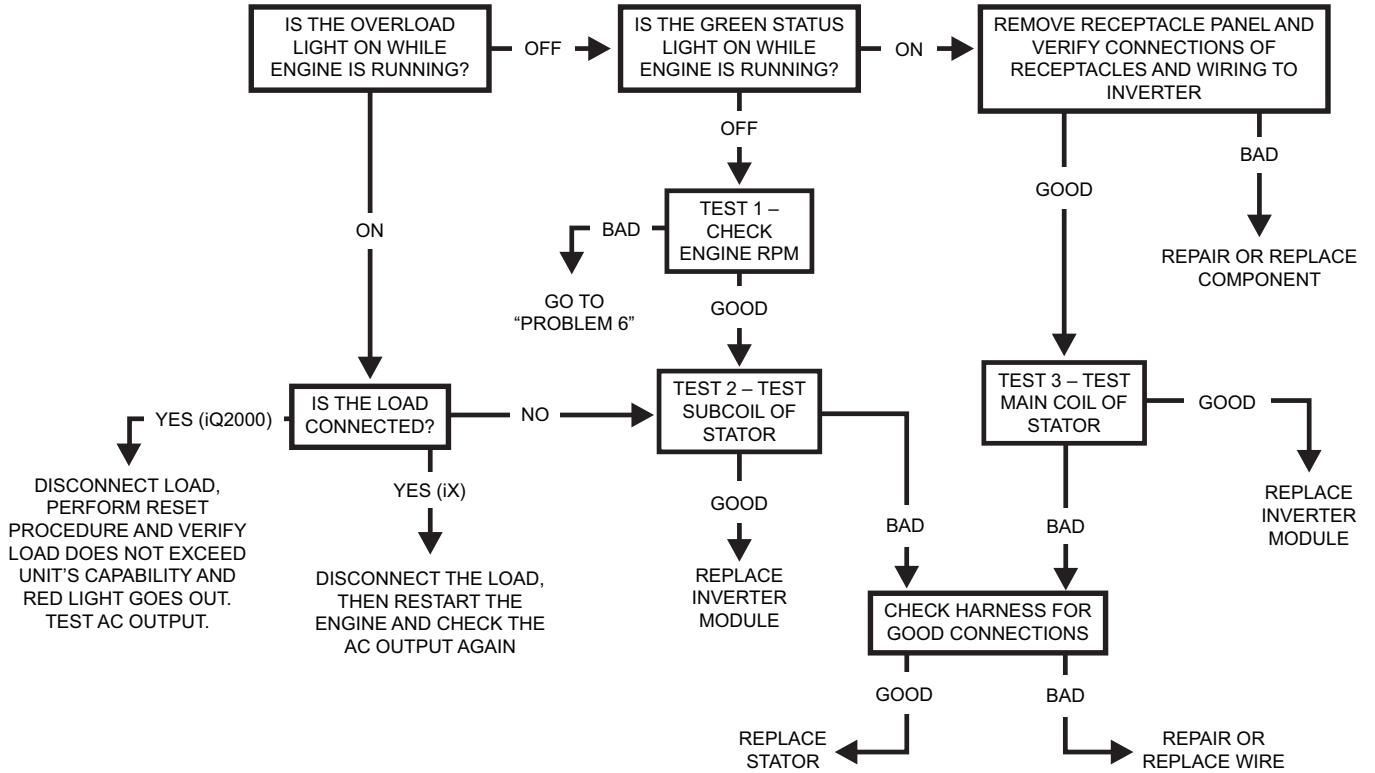 IS THE OVERLOAD
LIGHT ON WHILE
ENGINE IS RUNNING?
OFF
IS THE GREEN STATUS
LIGHT ON WHILE
ENGINE IS RUNNING?
ON
REMOVE RECEPTACLE PANEL AND
VERIFY CONNECTIONS OF
RECEPTACLES AND WIRING TO
INVERTER
OFF
BAD
GOOD
ON
TEST 1 –
CHECK
ENGINE RPM
BAD
GO TO
“PROBLEM 6”
GOOD
REPAIR OR REPLACE
COMPONENT
IS THE LOAD
CONNECTED?
YES (iQ2000)
NO
TEST 2 – TEST
SUBCOIL OF
STATOR
TEST 3 – TEST
MAIN COIL OF
STATOR
GOOD
DISCONNECT LOAD,
PERFORM RESET
PROCEDURE AND VERIFY
LOAD DOES NOT EXCEED
UNIT’S CAPABILITY AND
RED LIGHT GOES OUT.
TEST AC OUTPUT.
YES (iX)
DISCONNECT THE LOAD,
THEN RESTART THE
ENGINE AND CHECK THE
AC OUTPUT AGAIN
GOOD
REPLACE
INVERTER
MODULE
BAD
BAD
REPLACE
INVERTER
MODULE
CHECK HARNESS FOR
GOOD CONNECTIONS
GOOD
BAD
REPLACE
STATOR
REPAIR OR
REPLACE WIRE